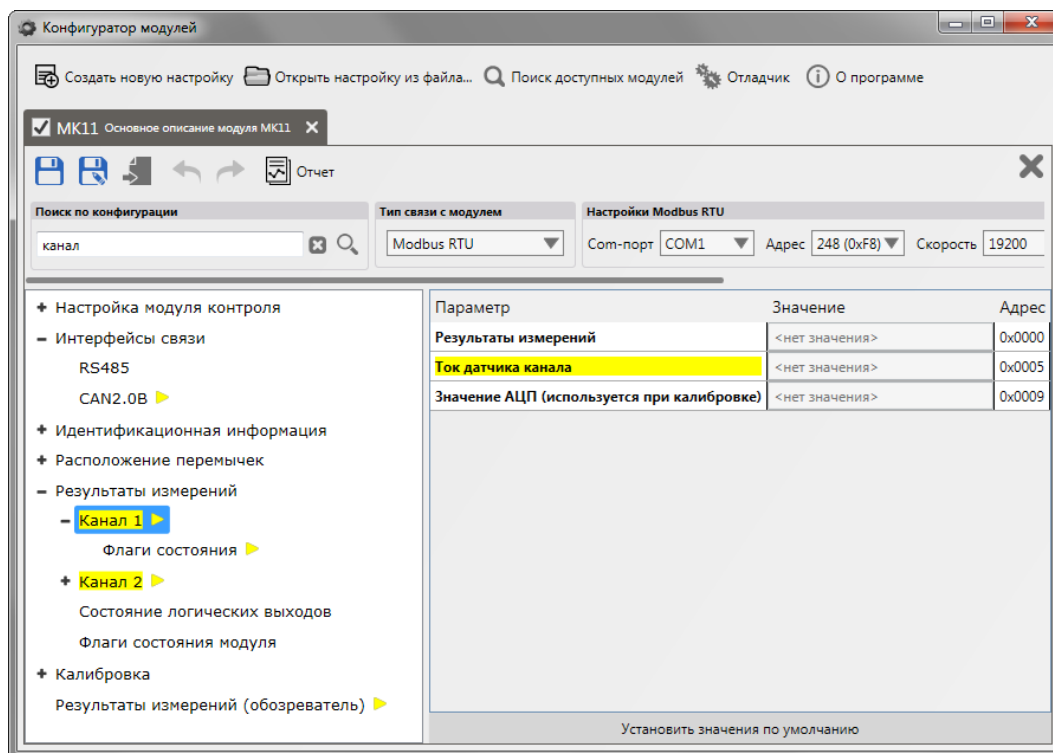 Конфигуратор модулей
Создать новую настройку Открыть настройку из файла... Поиск доступных модулей Отладчик О программе
МК11 Основное описание модуля МК11
Отчет
Поиск по конфигурации Тип связи с модулем Настройки Modbus RTU
канал Modbus RTU Com-порт COM1 Адрес 248 (0xF8) Скорость 19200
Настройка модуля контроля
Интерфейсы связи
RS485
CAN2.0B
Идентификационная информация
Расположение перемычек
Результаты измерений
Канал 1
Флаги состояния
Канал 2
Состояние логических выходов
Флаги состояния модуля
Калибровка
Результаты измерений (обозреватель)
Параметр Значение Адрес
Результаты измерений <нет значения> 0x0000
Ток датчика канала <нет значения> 0x0005
Значение АЦП (используется при калибровке) <нет значения> 0x0009
Установить значения по умолчанию